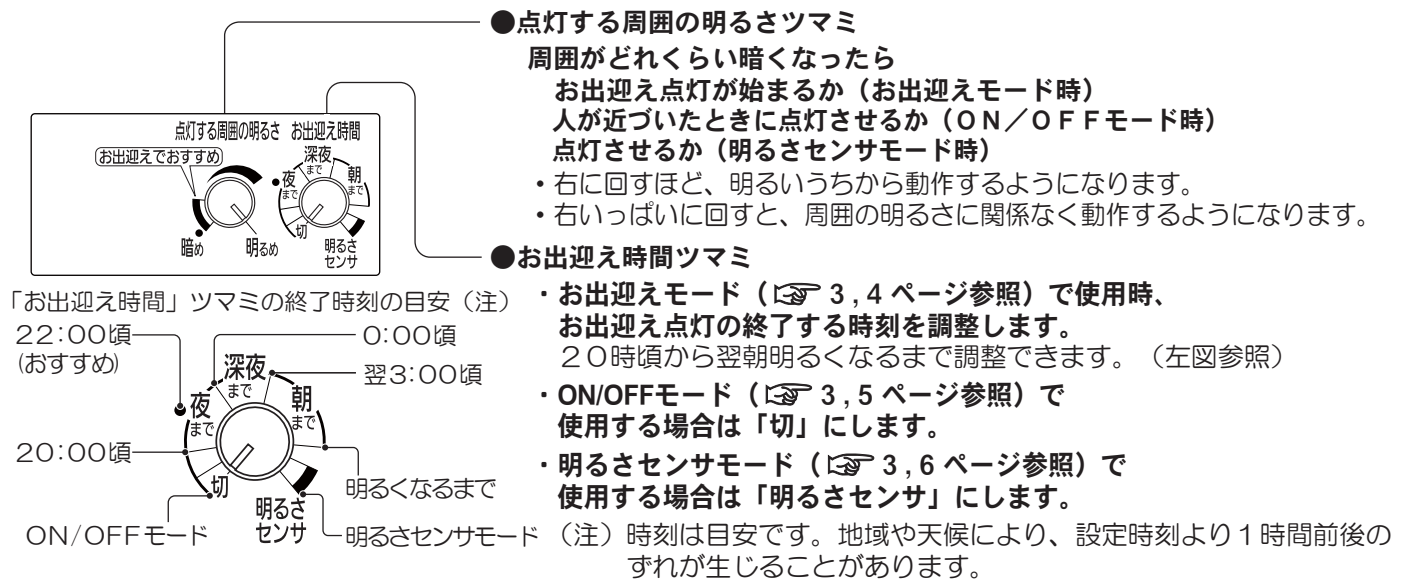 ●点灯する周囲の明るさツマミ
周囲がどれくらい暗くなったら
お出迎え点灯が始まるか（お出迎えモード時）
人が近づいたときに点灯させるか（ＯＮ／ＯＦＦモード時）
点灯させるか（明るさセンサモード時）
・右に回すほど、明るいうちから動作するようになります。
・右いっぱいに回すと、周囲の明るさに関係なく動作するようになります。
点灯する周囲の明るさ
お出迎えでおすすめ
暗め
明るめ
お出迎え時間
深夜まで
夜まで
朝まで
切
明るさ
センサ
●お出迎え時間ツマミ
・お出迎えモード（☞ 3 , 4 ページ参照）で使用時、
お出迎え点灯の終了する時刻を調整します。
２０時頃から翌朝明るくなるまで調整できます。（左図参照）
・ON/OFFモード（☞ 3 , 5 ページ参照）で
使用する場合は「切」にします。
・明るさセンサモード（☞ 3 , 6 ページ参照）で
使用する場合は「明るさセンサ」にします。
（注）時刻は目安です。地域や天候により、設定時刻より１時間前後の
ずれが生じることがあります。
「お出迎え時間」ツマミの終了時刻の目安（注）
22:00頃
(おすすめ)
0:00頃
翌3:00頃
深夜
まで
夜
まで
朝
まで
20:00頃
切
明るさ
センサ
明るくなるまで
ON/OFFモード
明るさセンサモード